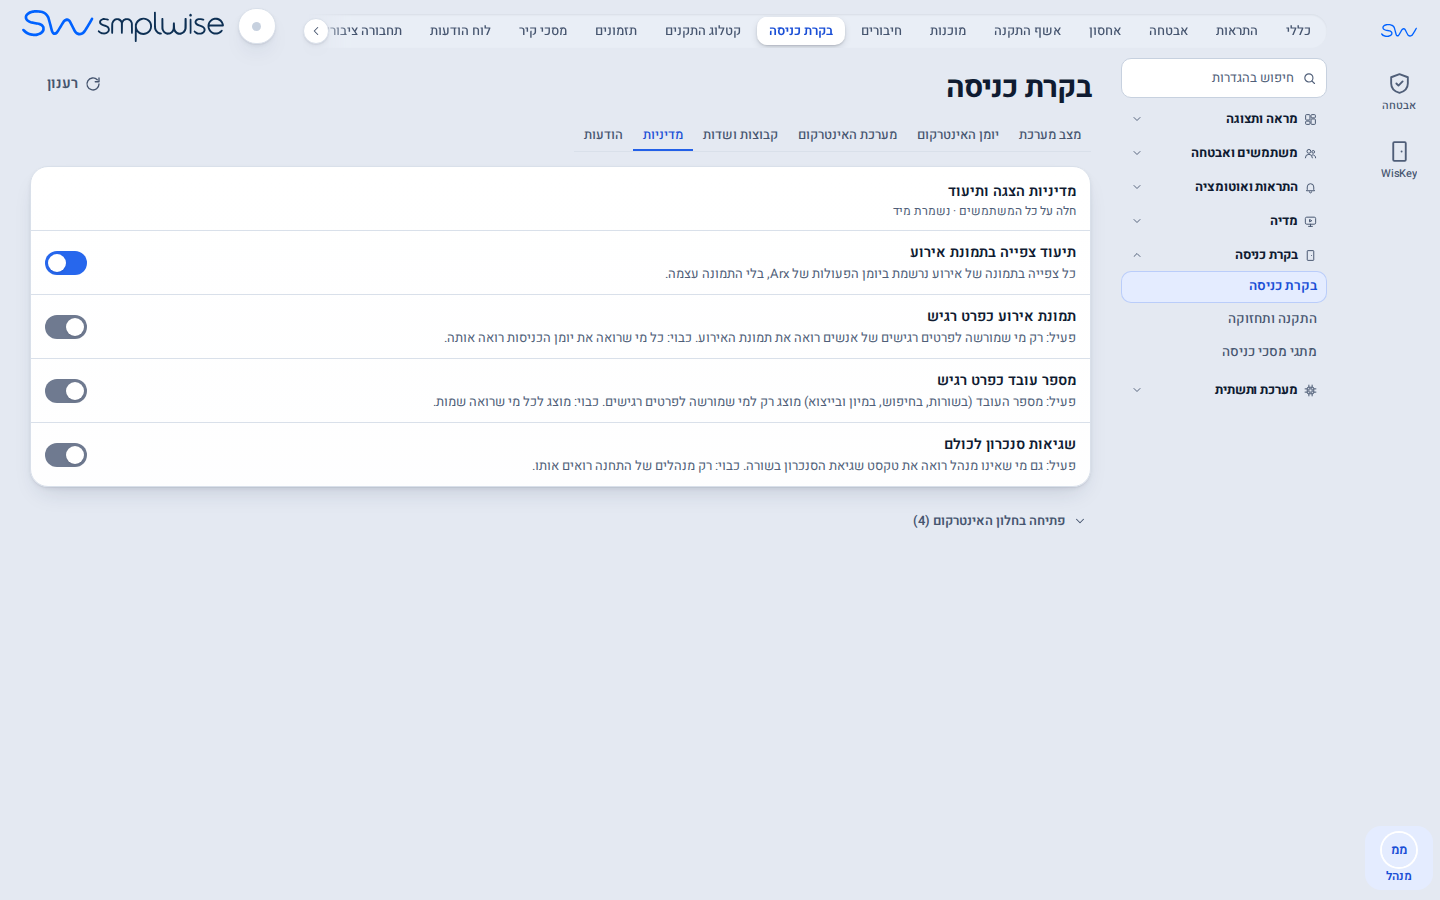 כללי
התראות
אבטחה
אחסון
אשף התקנה
מוכנות
חיבורים
בקרת כניסה
קטלוג התקנים
תזמונים
מסכי קיר
לוח הודעות
תחבורה ציבור
smplwise
אבטחה
WisKey
חיפוש בהגדרות
מראה ותצוגה
משתמשים ואבטחה
התראות ואוטומציה
מדיה
בקרת כניסה
בקרת כניסה
התקנה ותחזוקה
מתגי מסכי כניסה
מערכת ותשתית
בקרת כניסה
רענון
מצב מערכת
יומן האינטרקום
מערכת האינטרקום
קבוצות ושדות
מדיניות
הודעות
מדיניות הצגה ותיעוד
חלה על כל המשתמשים · נשמרת מיד
תיעוד צפייה בתמונת אירוע
כל צפייה בתמונה של אירוע נרשמת ביומן הפעולות של Arx, בלי התמונה עצמה.
תמונת אירוע כפרט רגיש
פעיל: רק מי שמורשה לפרטים רגישים של אנשים רואה את תמונת האירוע. כבוי: כל מי שרואה את יומן הכניסות רואה אותה.
מספר עובד כפרט רגיש
פעיל: מספר העובד (בשורות, בחיפוש, במיון ובייצוא) מוצג רק למי שמורשה לפרטים רגישים. כבוי: מוצג לכל מי שרואה שמות.
שגיאות סנכרון לכולם
פעיל: גם מי שאינו מנהל רואה את טקסט שגיאת הסנכרון בשורה. כבוי: רק מנהלים של התחנה רואים אותו.
פתיחה בחלון האינטרקום (4)
ממ
מנהל